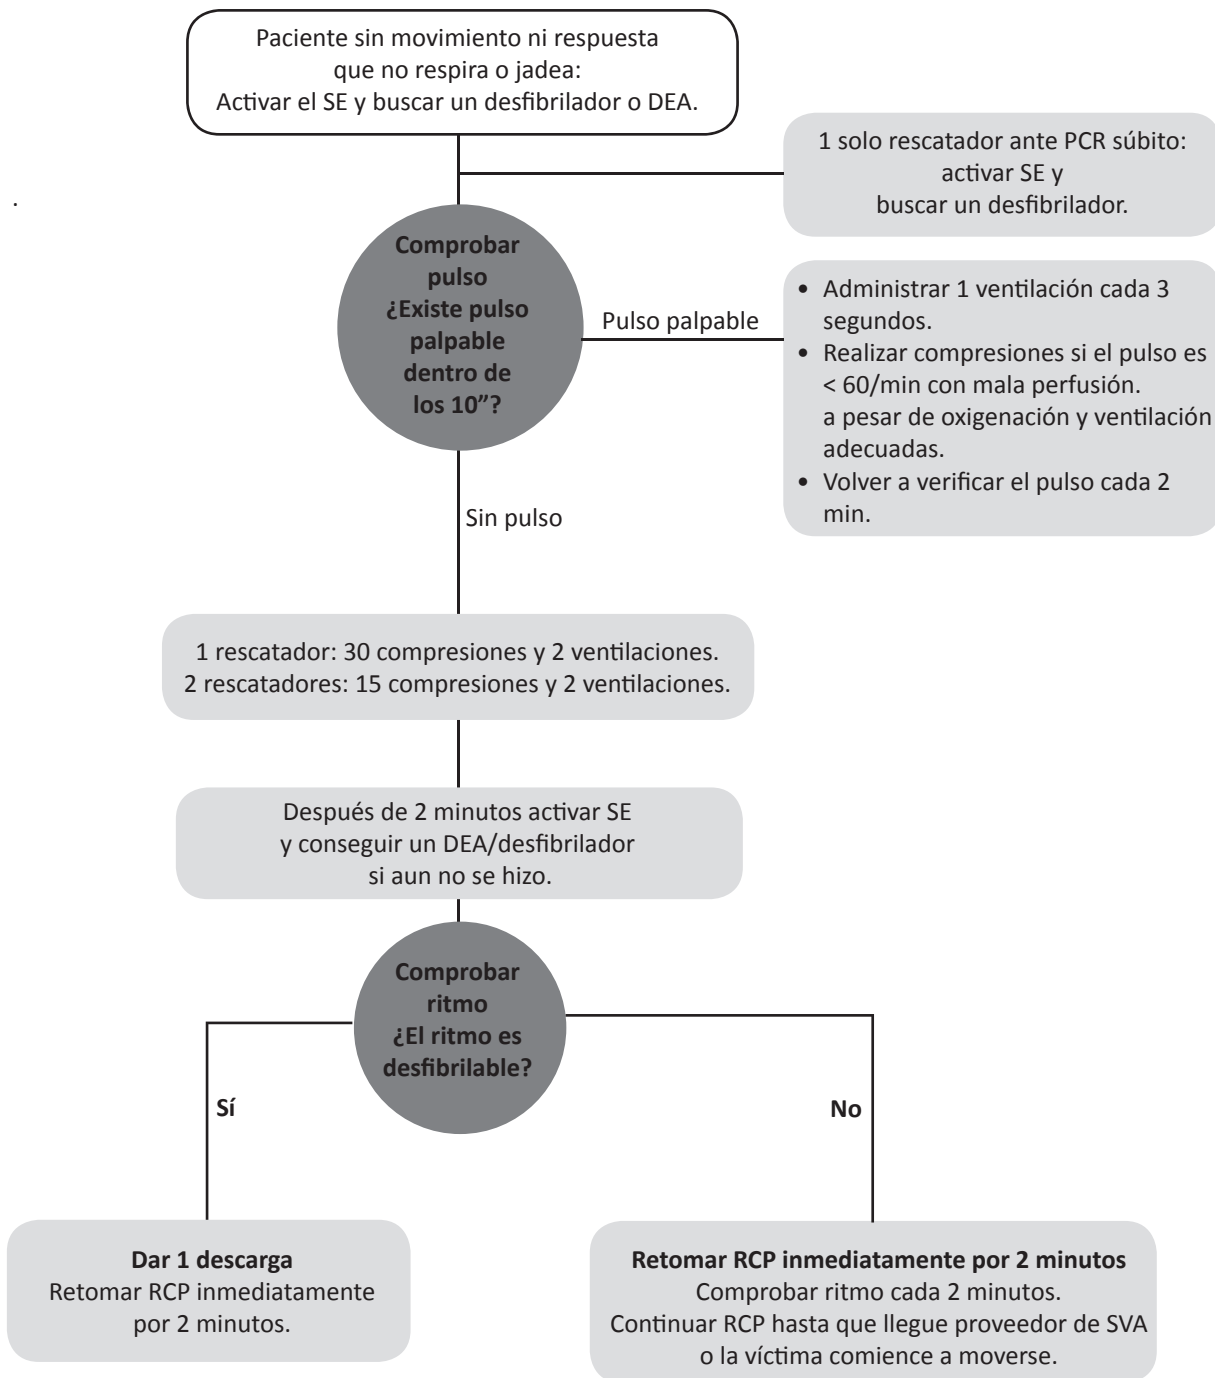 Paciente sin movimiento ni respuesta
que no respira o jadea:
Activar el SE y buscar un desfibrilador o DEA.
1 solo rescatador ante PCR súbito:
activar SE y
buscar un desfibrilador.
.
Comprobar
pulso
¿Existe pulso
palpable
dentro de
los 10”?
Pulso palpable
• Administrar 1 ventilación cada 3
segundos.
• Realizar compresiones si el pulso es
< 60/min con mala perfusión.
a pesar de oxigenación y ventilación
adecuadas.
• Volver a verificar el pulso cada 2
min.
Sin pulso
1 rescatador: 30 compresiones y 2 ventilaciones.
2 rescatadores: 15 compresiones y 2 ventilaciones.
Después de 2 minutos activar SE
y conseguir un DEA/desfibrilador
si aun no se hizo.
Comprobar
ritmo
¿El ritmo es
desfibrilable?
Sí
No
Dar 1 descarga
Retomar RCP inmediatamente
por 2 minutos.
Retomar RCP inmediatamente por 2 minutos
Comprobar ritmo cada 2 minutos.
Continuar RCP hasta que llegue proveedor de SVA
o la víctima comience a moverse.